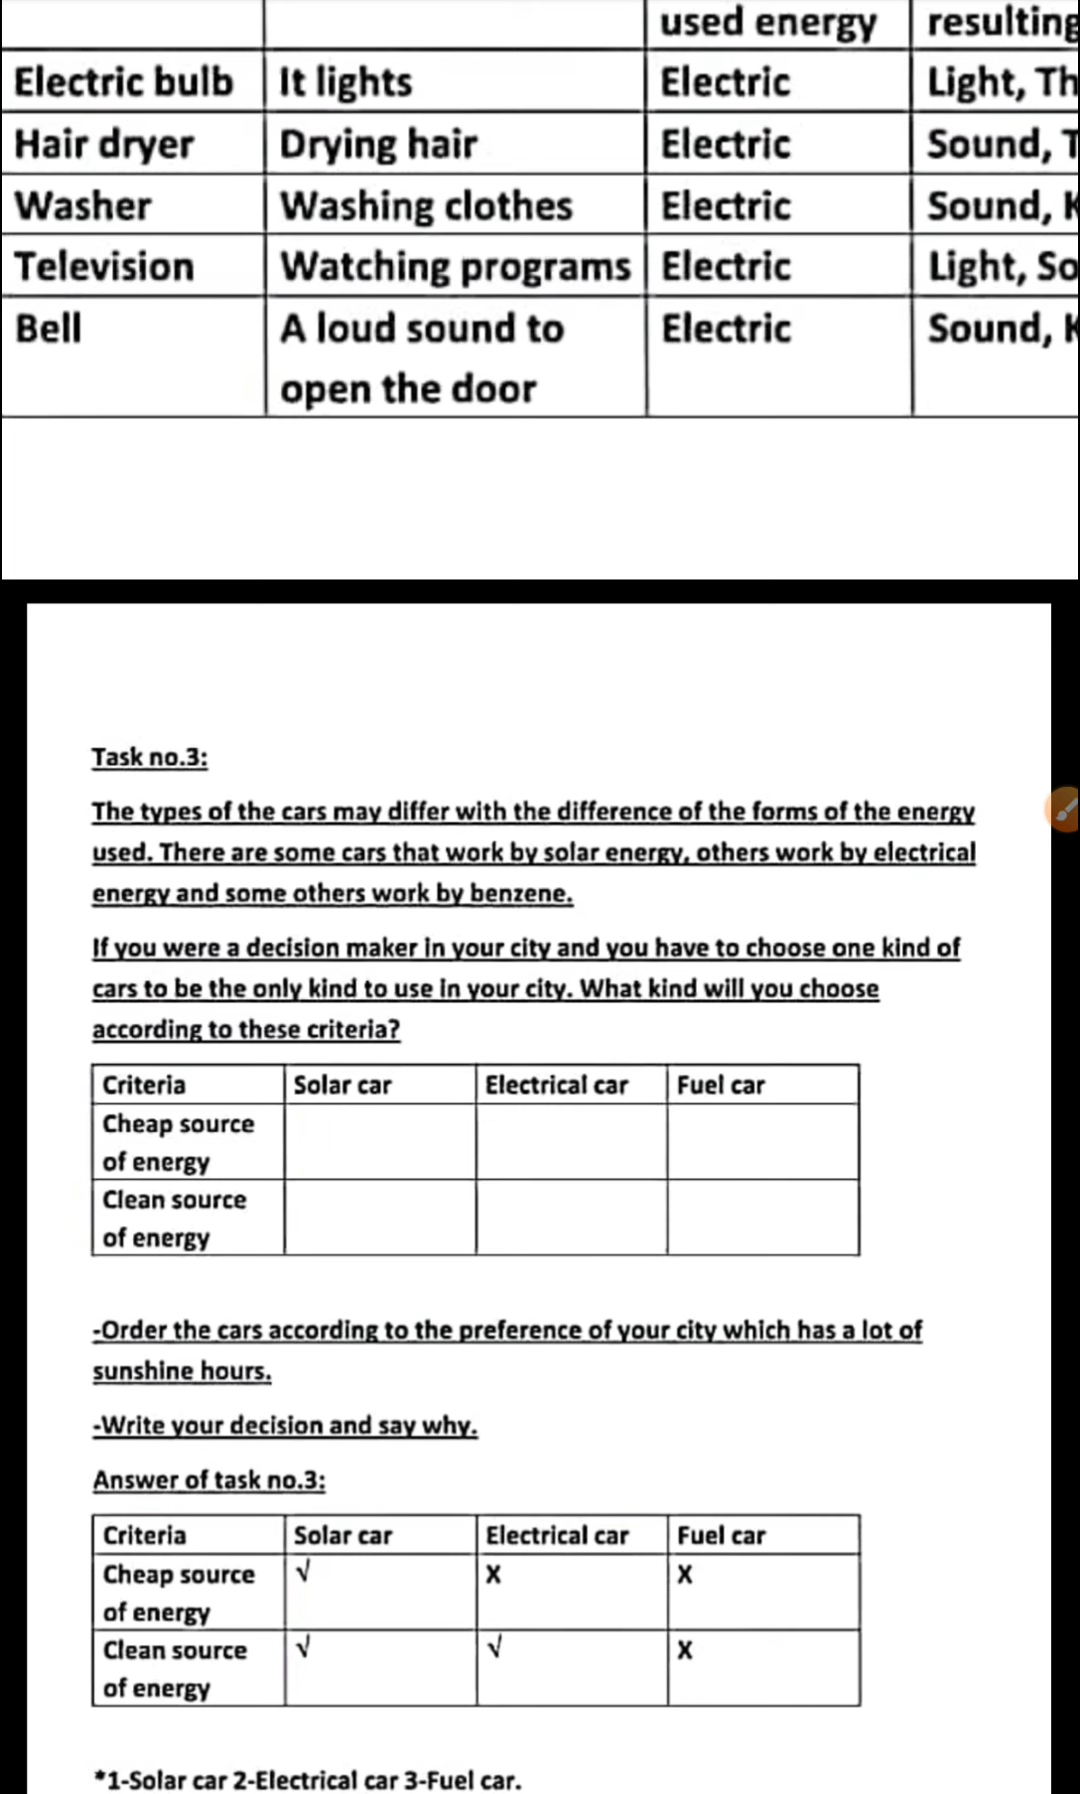 used energy resulting
Electric bulb It lights Electric Light, Th
Hair dryer Drying hair Electric Sound, T
Washer Washing clothes Electric Sound, K
Television Watching programs Electric Light, So
Bell A loud sound to Electric Sound, K
open the door
Task no.3:
The types of the cars may differ with the difference of the forms of the energy
used. There are some cars that work by solar energy, others work by electrical
energy and some others work by benzene.
If you were a decision maker in your city and you have to choose one kind of
cars to be the only kind to use in your city. What kind will you choose
according to these criteria?
Criteria Solar car Electrical car Fuel car
Cheap source
of energy
Clean source
of energy
-Order the cars according to the preference of your city which has a lot of
sunshine hours.
-Write your decision and say why.
Answer of task no.3:
Criteria Solar car Electrical car Fuel car
Cheap source √ X X
of energy
Clean source √ √ X
of energy
*1-Solar car 2-Electrical car 3-Fuel car.